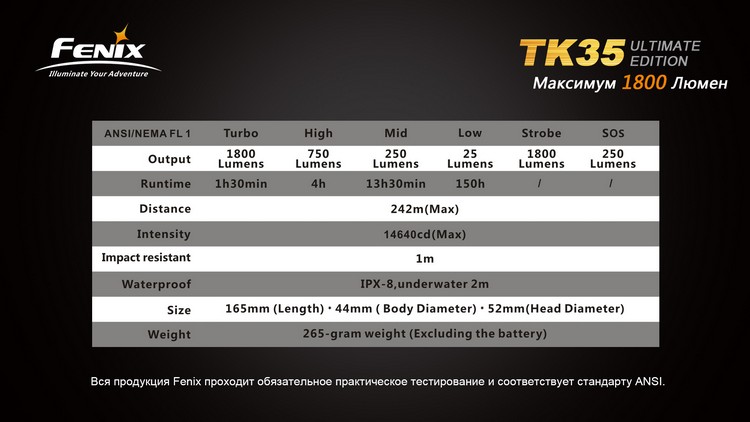 FENIX
Illuminate Your Adventure
TK35 ULTIMATE EDITION
Максимум 1800 Люмен
ANSI/NEMA FL 1 Turbo High Mid Low Strobe SOS
Output 1800 Lumens 750 Lumens 250 Lumens 25 Lumens 1800 Lumens 250 Lumens
Runtime 1h30min 4h 13h30min 150h / /
Distance 242m(Max)
Intensity 14640cd(Max)
Impact resistant 1m
Waterproof IPX-8,underwater 2m
Size 165mm (Length) · 44mm ( Body Diameter) · 52mm(Head Diameter)
Weight 265-gram weight (Excluding the battery)
Вся продукция Fenix проходит обязательное практическое тестирование и соответствует стандарту ANSI.